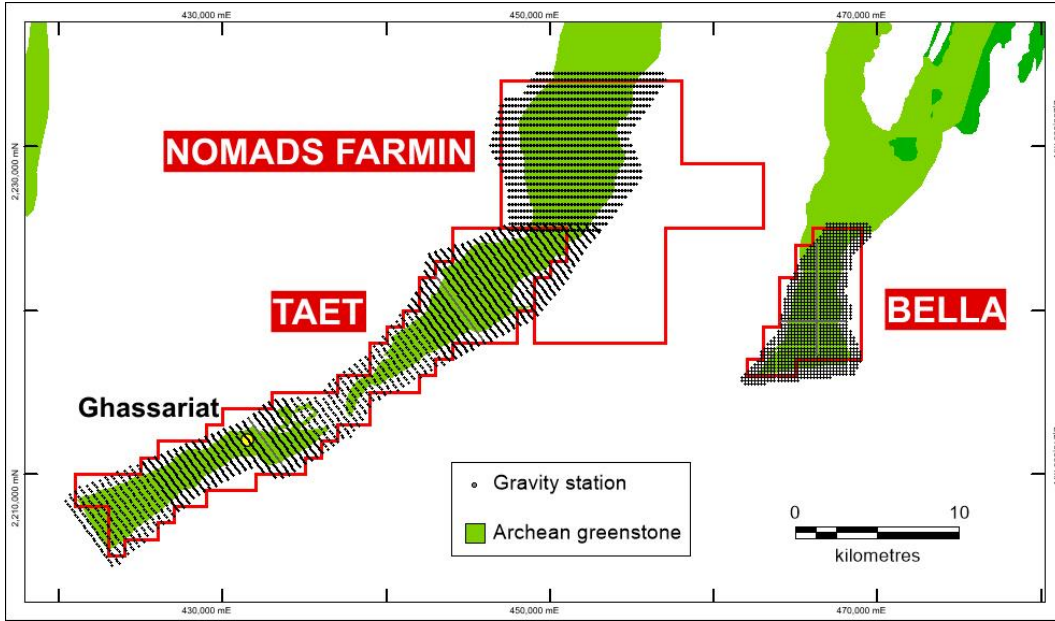 430,000 mE 450,000 mE 470,000 mE
2,230,000 mN
NOMADS FARMIN
TAET
BELLA
Ghassariat
2,210,000 mN
Gravity station
Archean greenstone
0 10
kilometres
430,000 mE 450,000 mE 470,000 mE